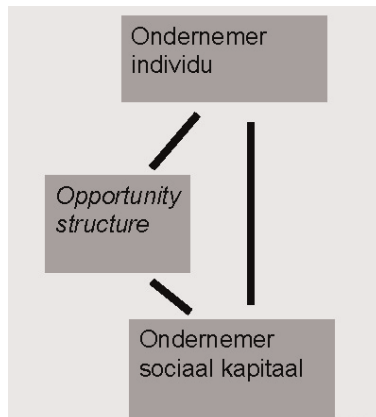 Ondernemer
individu
Opportunity
structure
Ondernemer
sociaal kapitaal